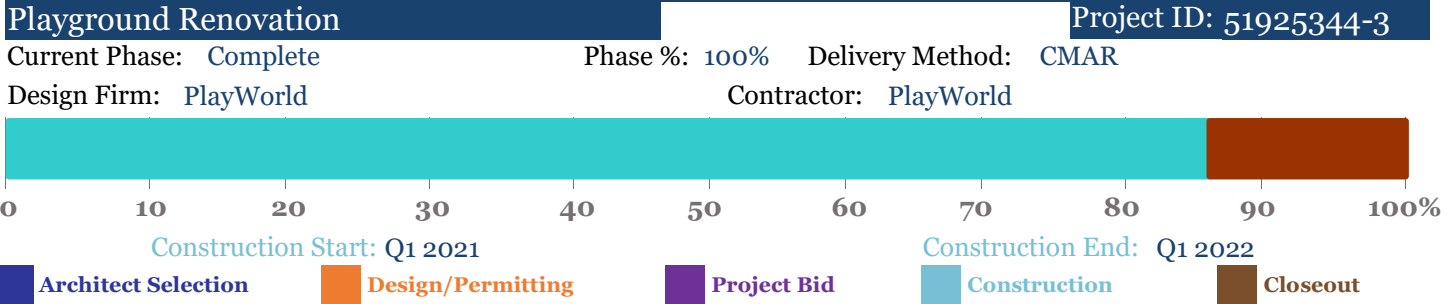 Playground Renovation Project ID: 51925344-3
Current Phase: Complete Phase %: 100% Delivery Method: CMAR
Design Firm: PlayWorld Contractor: PlayWorld
0 10 20 30 40 50 60 70 80 90 100%
Construction Start: Q1 2021 Construction End: Q1 2022
Architect Selection Design/Permitting Project Bid Construction Closeout